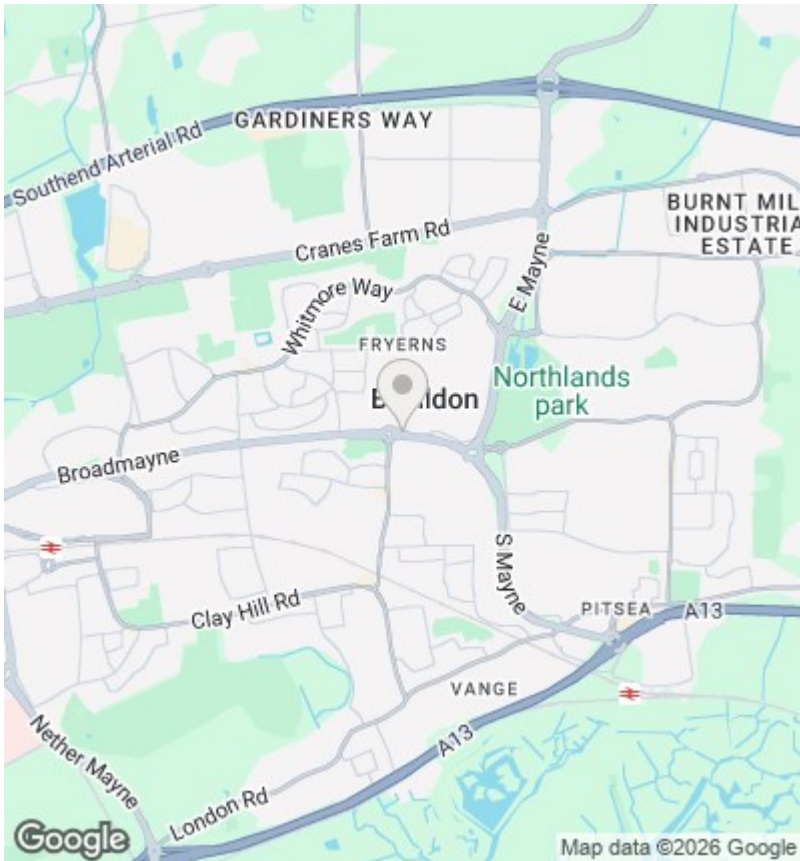 GARDINERS WAY
Southend Arterial Rd
BURNT MIL
INDUSTRIA
ESTATE
Cranes Farm Rd
E Mayne
Whitmore Way
FRYERNS
Northlands
park
B ildon
Broadmayne
S Mayne
Clay Hill Rd
PITSEA
A13
VANGE
Nether Mayne
A13
London Rd
Google
Map data ©2026 Google